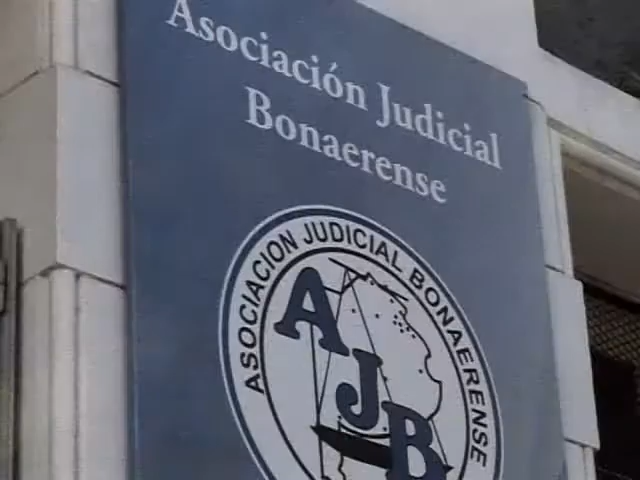 Asociación Judicial
Bonaerense
ASOCIACION JUDICIAL BONAERENSE
AJB